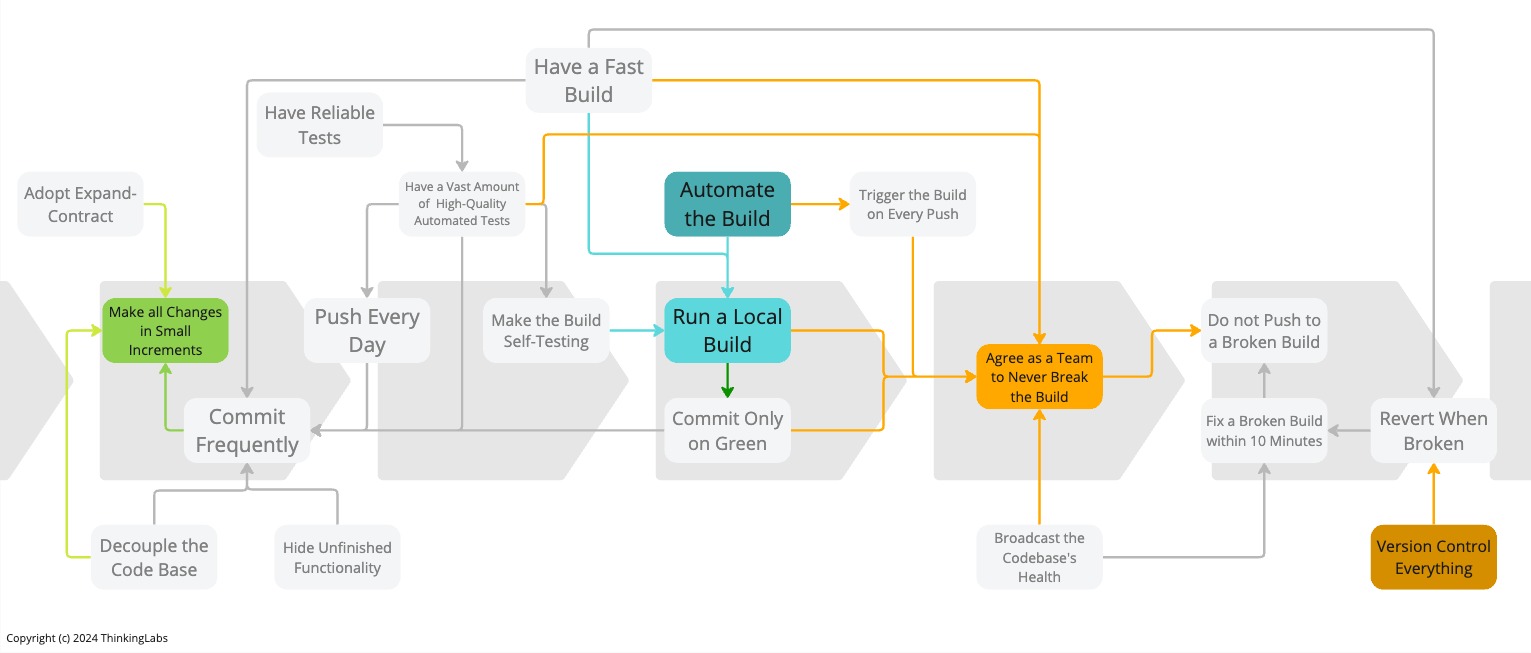 Have a Fast
Build
Have Reliable
Tests
Adopt Expand-
Contract
Have a Vast Amount
of High-Quality
Automated Tests
Automate
the Build
Trigger the Build
on Every Push
Make all Changes
in Small
Increments
Push Every
Day
Make the Build
Self-Testing
Run a Local
Build
Agree as a Team
to Never Break
the Build
Do not Push to
a Broken Build
Commit
Frequently
Commit Only
on Green
Fix a Broken Build
within 10 Minutes
Revert When
Broken
Decouple the
Code Base
Hide Unfinished
Functionality
Broadcast the
Codebase's
Health
Version Control
Everything
Copyright (c) 2024 ThinkingLabs